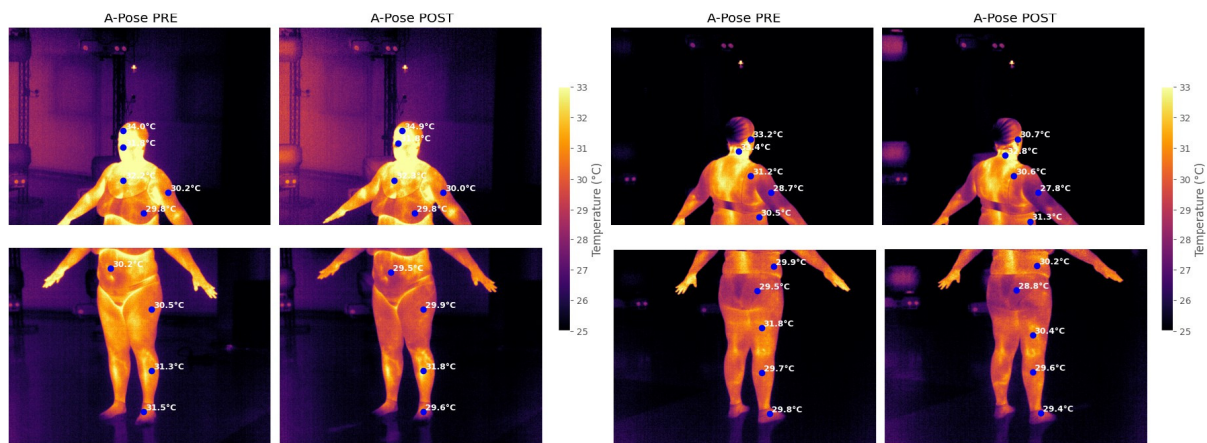 A-Pose PRE
A-Pose POST
A-Pose PRE
A-Pose POST
34.0°C
30.2°C
29.8°C
34.9°C
30.0°C
29.8°C
33
32
31
30
29
28
27
26
25
Temperature (°C)
33.2°C
31.2°C
28.7°C
30.5°C
30.7°C
30.6°C
27.8°C
31.3°C
33
32
31
30
29
28
27
26
25
Temperature (°C)
30.2°C
30.5°C
31.3°C
31.5°C
29.5°C
29.9°C
31.8°C
29.6°C
29.9°C
29.5°C
31.8°C
29.7°C
29.8°C
30.2°C
28.8°C
30.4°C
29.6°C
29.4°C